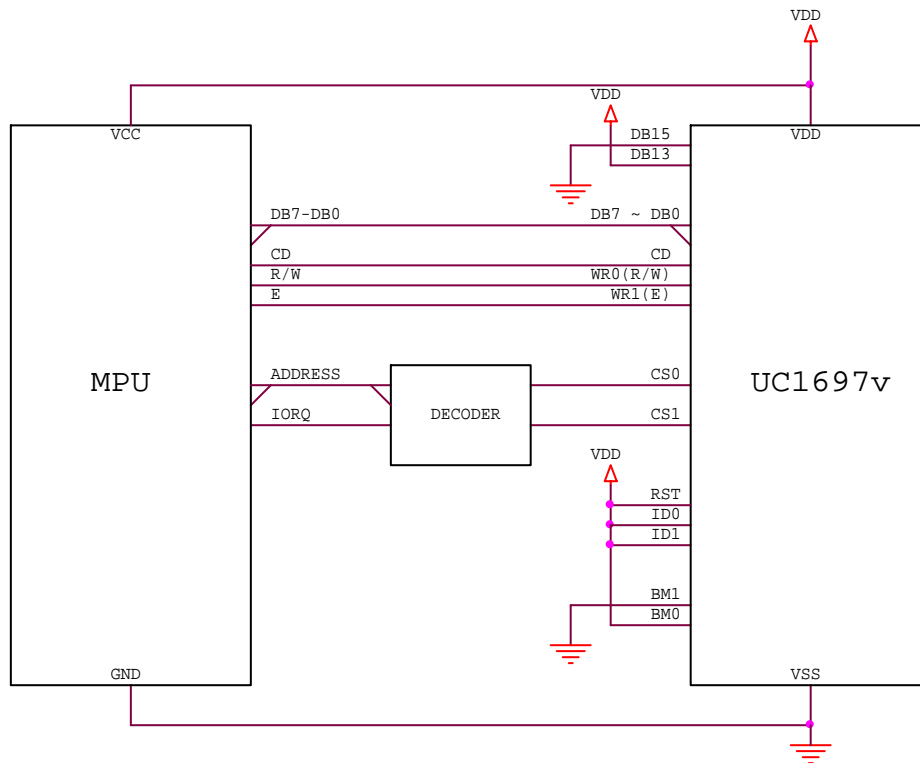 VDD
VCC
VDD
VDD
DB15
DB13
DB7-DB0
DB7 ~ DB0
CD
CD
R/W
WR0(R/W)
E
WR1(E)
MPU
ADDRESS
CS0
UC1697v
IORQ
DECODER
CS1
VDD
RST
ID0
ID1
BM1
BM0
GND
VSS